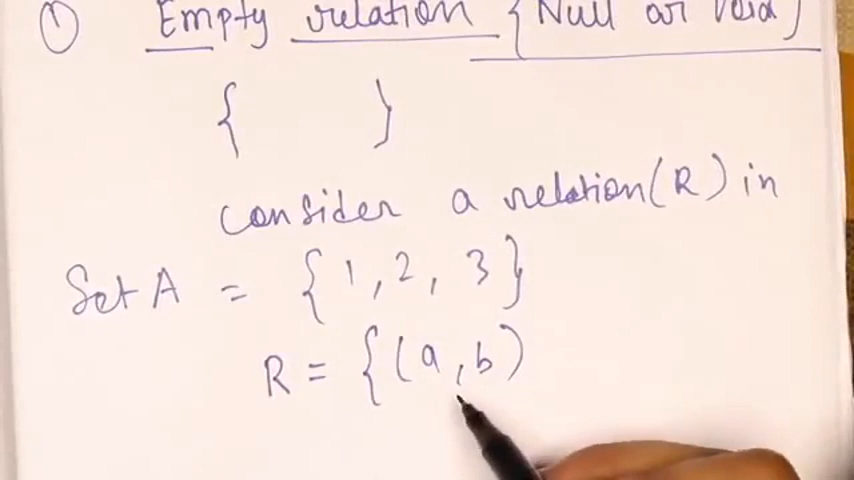 ① Empty relation {Null or Void}
{ }
consider a relation(R) in
Set A = {1, 2, 3}
R = {(a,b)